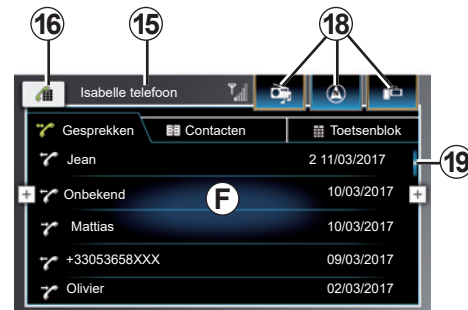 16 15 18
Isabelle telefoon
Gesprekken Contacten Toetsenblok
Jean 2 11/03/2017
19
Onbekend 10/03/2017
F
Mattias 10/03/2017
+33053658XXX 09/03/2017
Olivier 02/03/2017